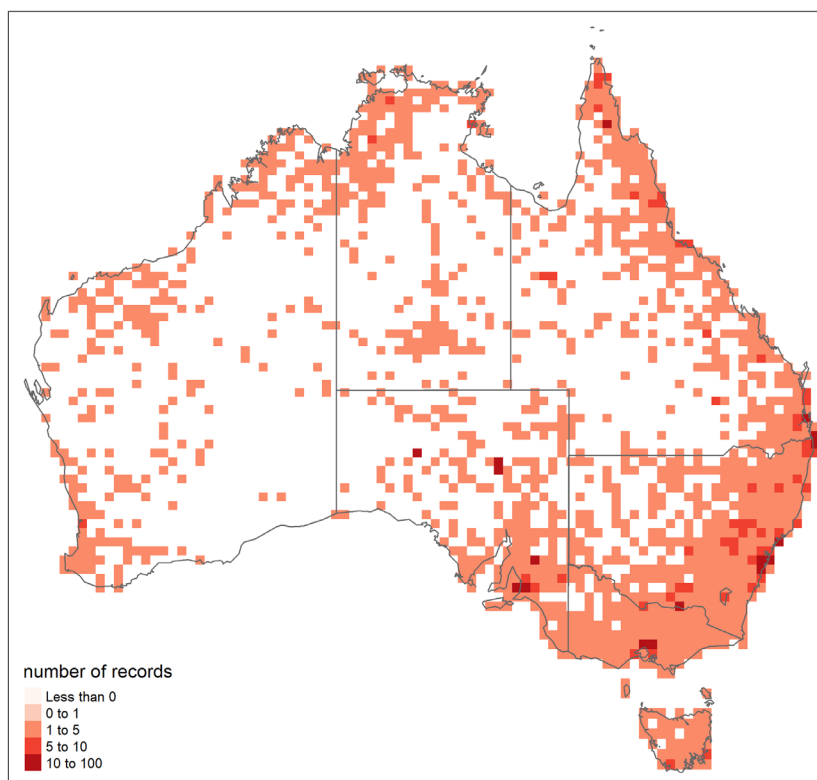 number of records
Less than 0
0 to 1
1 to 5
5 to 10
10 to 100